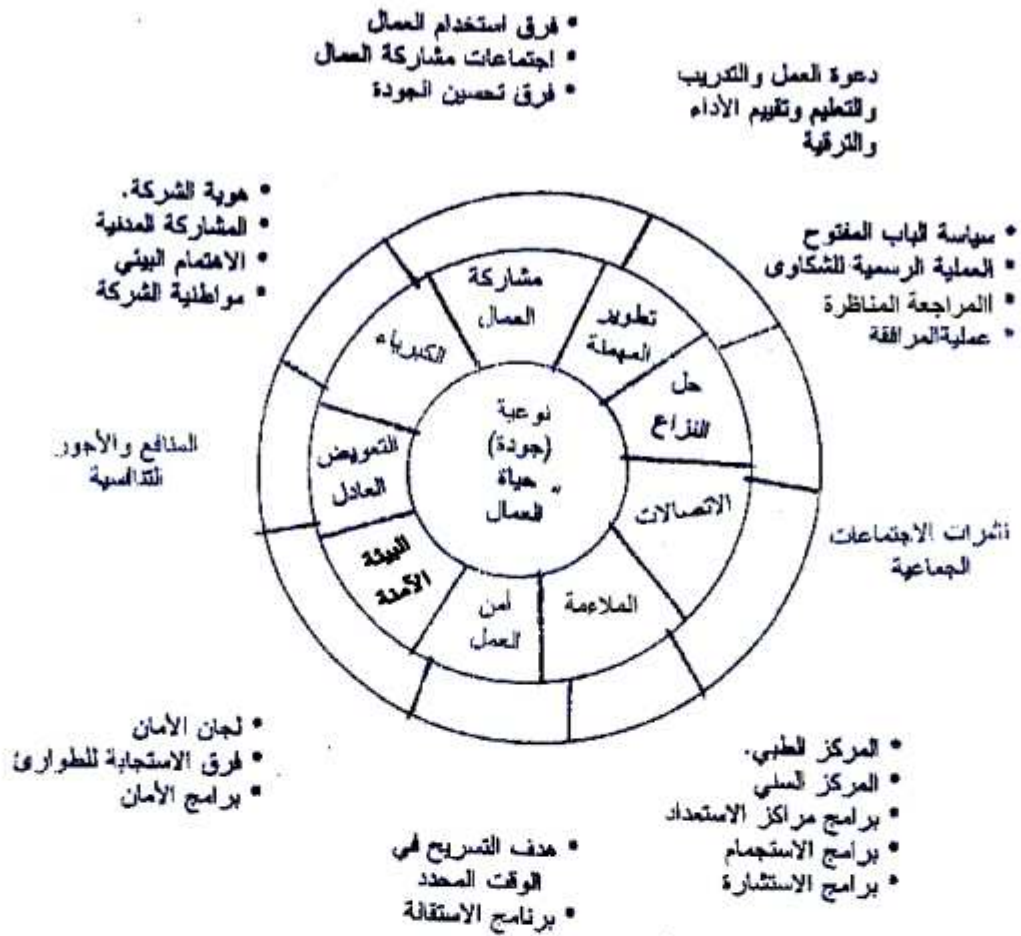 • فرق استخدام العمال
• اجتماعات مشاركة العمال
• فرق تحسين الجودة
دعوة العمل والتدريب
والتعليم وتقييم الأداء
والترقية
• هوية الشركة.
• المشاركة المدنية
• الاهتمام البيئي
• مواطنية الشركة
• سياسة الباب المفتوح
• العملية الرسمية للشكاوى
• االمراجعة المناظرة
• عملية المرافقة
مشاركة
العمال
تطوير
المهملة
حل
النزاع
الاتصالات
الملاءمة
أمن
العمل
البيئة
الآمنة
التعويض
العادل
الكبرياء
نوعية
(جودة)
حياة
العمال
المنافع والأجور
التنافسية
نثرات الاجتماعات
الجماعية
• لجان الأمان
• فرق الاستجابة للطوارئ
• برامج الأمان
• هدف التسريح في
الوقت المحدد
• برنامج الاستقالة
• المركز الطبي.
• المركز السني
• برامج مراكز الاستعداد
• برامج الاستجمام
• برامج الاستشارة